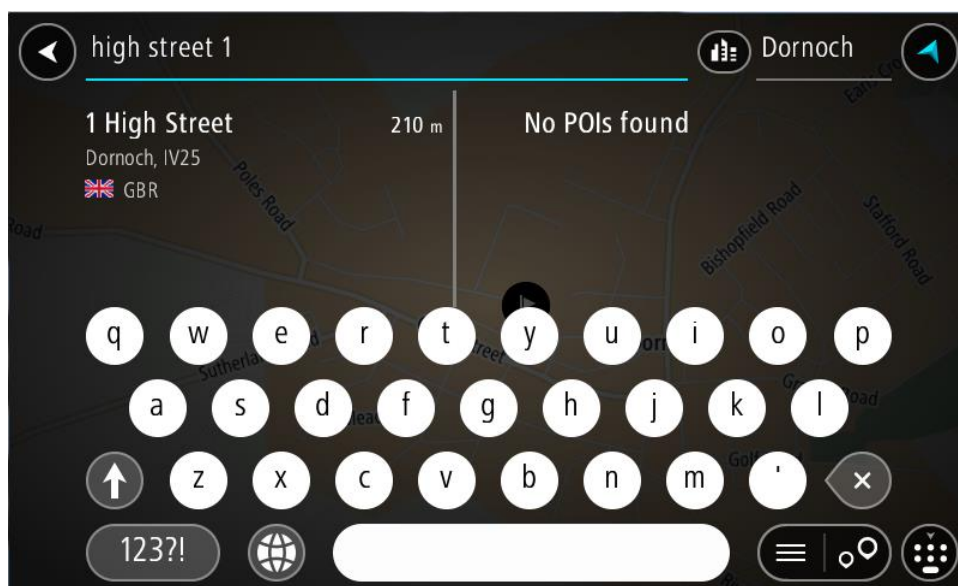 high street 1
Dornoch
1 High Street
210 m
No POIs found
Dornoch, IV25
GBR
Poles Road
Bishopfield Road
Stafford Road
Road
q w e r t y u i o p
a s d f g h j k l
z x c v b n m '
123?!